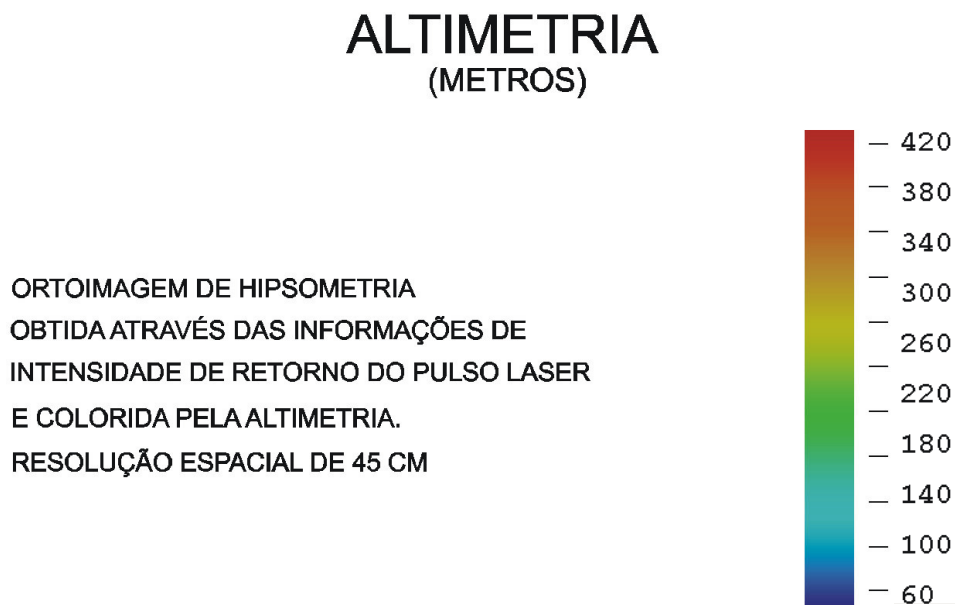 ALTIMETRIA
(METROS)
ORTOIMAGEM DE HIPSOMETRIA
OBTIDA ATRAVÉS DAS INFORMAÇÕES DE
INTENSIDADE DE RETORNO DO PULSO LASER
E COLORIDA PELA ALTIMETRIA.
RESOLUÇÃO ESPACIAL DE 45 CM
420
380
340
300
260
220
180
140
100
60